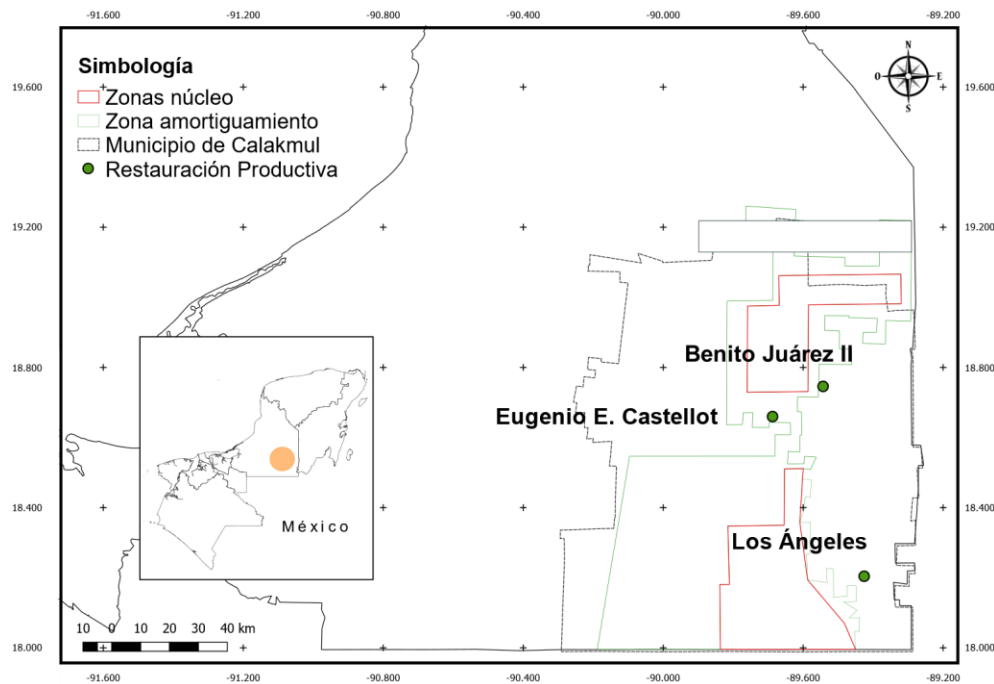 -91.600 -91.200 -90.800 -90.400 -90.000 -89.600 -89.200
Simbología
Zonas núcleo
Zona amortiguamiento
Municipio de Calakmul
Restauración Productiva
N
O E
S
19.600 19.600
19.200 19.200
18.800 18.800
Benito Juárez II
Eugenio E. Castellot
18.400 18.400
México
Los Ángeles
10 0 10 20 30 40 km
18.000 18.000
-91.600 -91.200 -90.800 -90.400 -90.000 -89.600 -89.200